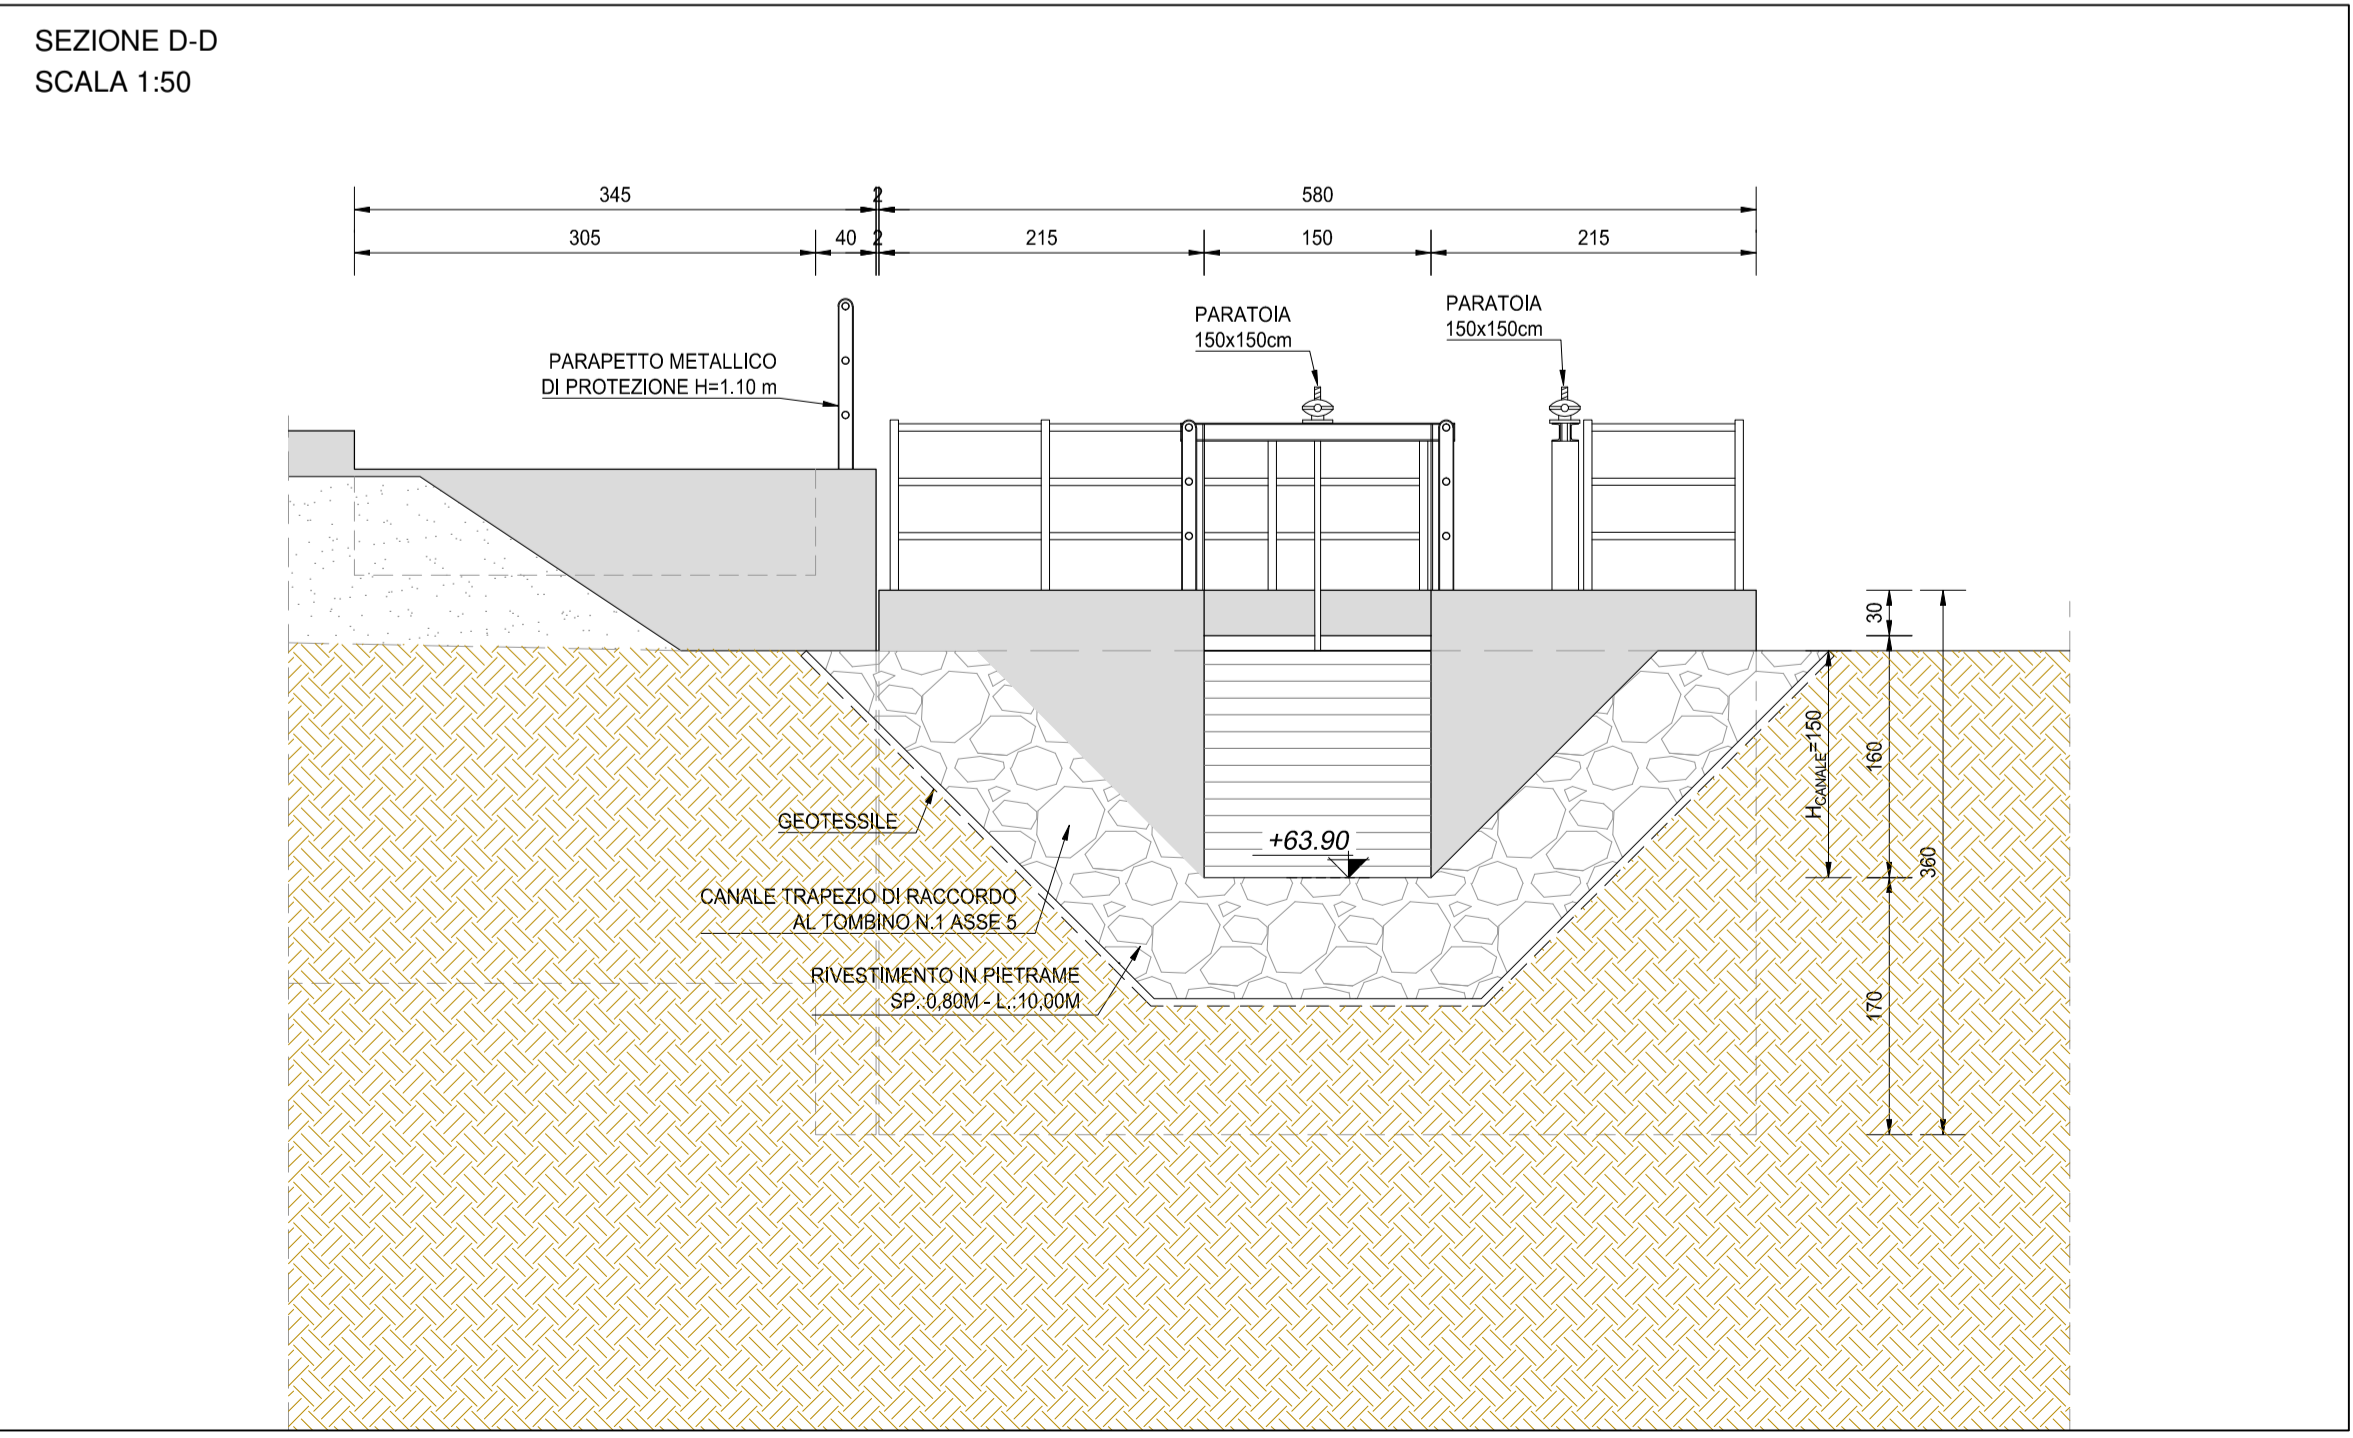 SEZIONE D-D
SCALA 1:50
345
2
580
305
40
2
215
150
215
PARATOIA
150x150cm
PARATOIA
150x150cm
PARAPETTO METALLICO
DI PROTEZIONE H=1.10 m
30
160
HCANALE=150
360
170
GEOTESSILE
+63.90
CANALE TRAPEZIO DI RACCORDO
AL TOMBINO N.1 ASSE 5
RIVESTIMENTO IN PIETRAME
SP.:0,80M - L.:10,00M